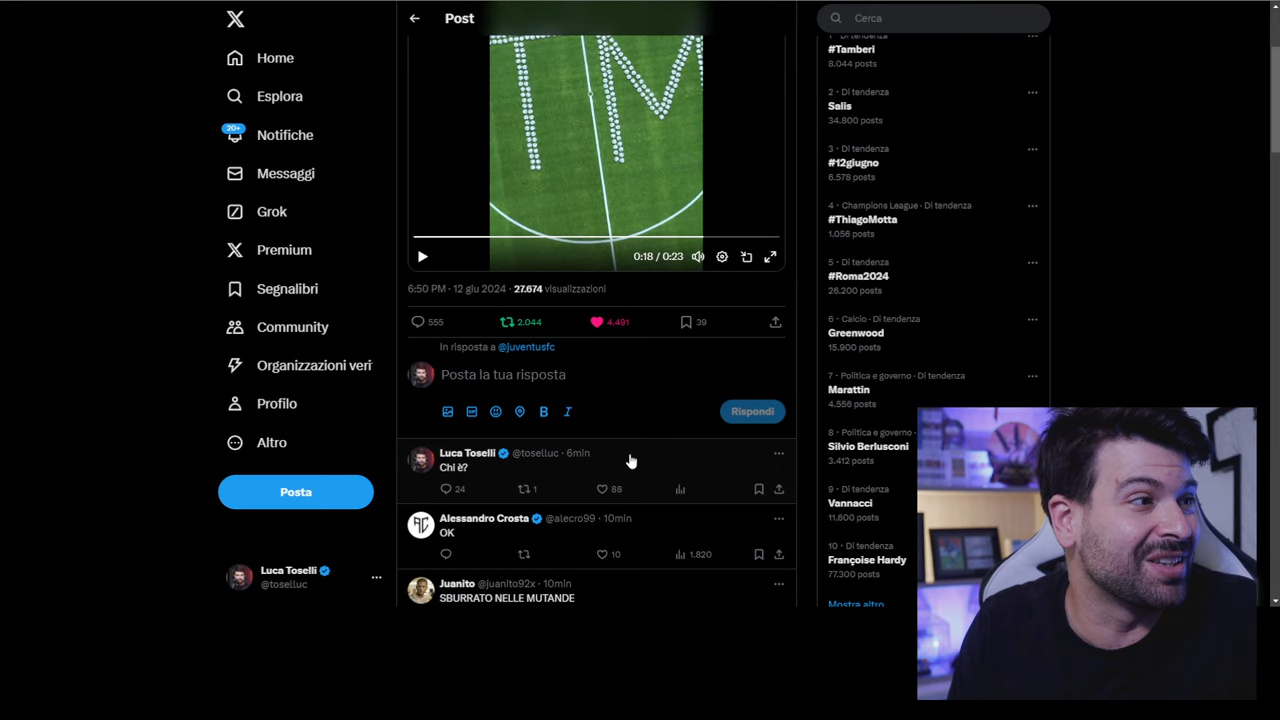 Home
Esplora
20+
Notifiche
Messaggi
Grok
Premium
Segnalibri
Community
Organizzazioni veri
Profilo
Altro
Posta
Luca Toselli
@toselluc
Post
TM
0:18 / 0:23
6:50 PM · 12 giu 2024 · 27.674 visualizzazioni
555 2.044 4.491 39
In risposta a @juventusfc
Posta la tua risposta
B I
Rispondi
Luca Toselli @toselluc · 6min
Chi è?
24 1 88
Alessandro Crosta @alecro99 · 10min
OK
10 1.820
Juanito @juanito92x · 10min
SBURRATO NELLE MUTANDE
Cerca
1 · Di tendenza
#Tamberi
8.044 posts
2 · Di tendenza
Salis
34.800 posts
3 · Di tendenza
#12giugno
6.578 posts
4 · Champions League · Di tendenza
#ThiagoMotta
1.056 posts
5 · Di tendenza
#Roma2024
26.200 posts
6 · Calcio · Di tendenza
Greenwood
15.900 posts
7 · Politica e governo · Di tendenza
Marattin
4.556 posts
8 · Politica e governo ·
Silvio Berlusconi
3.412 posts
9 · Di tendenza
Vannacci
11.600 posts
10 · Di tendenza
Françoise Hardy
77.300 posts
Mostra altro